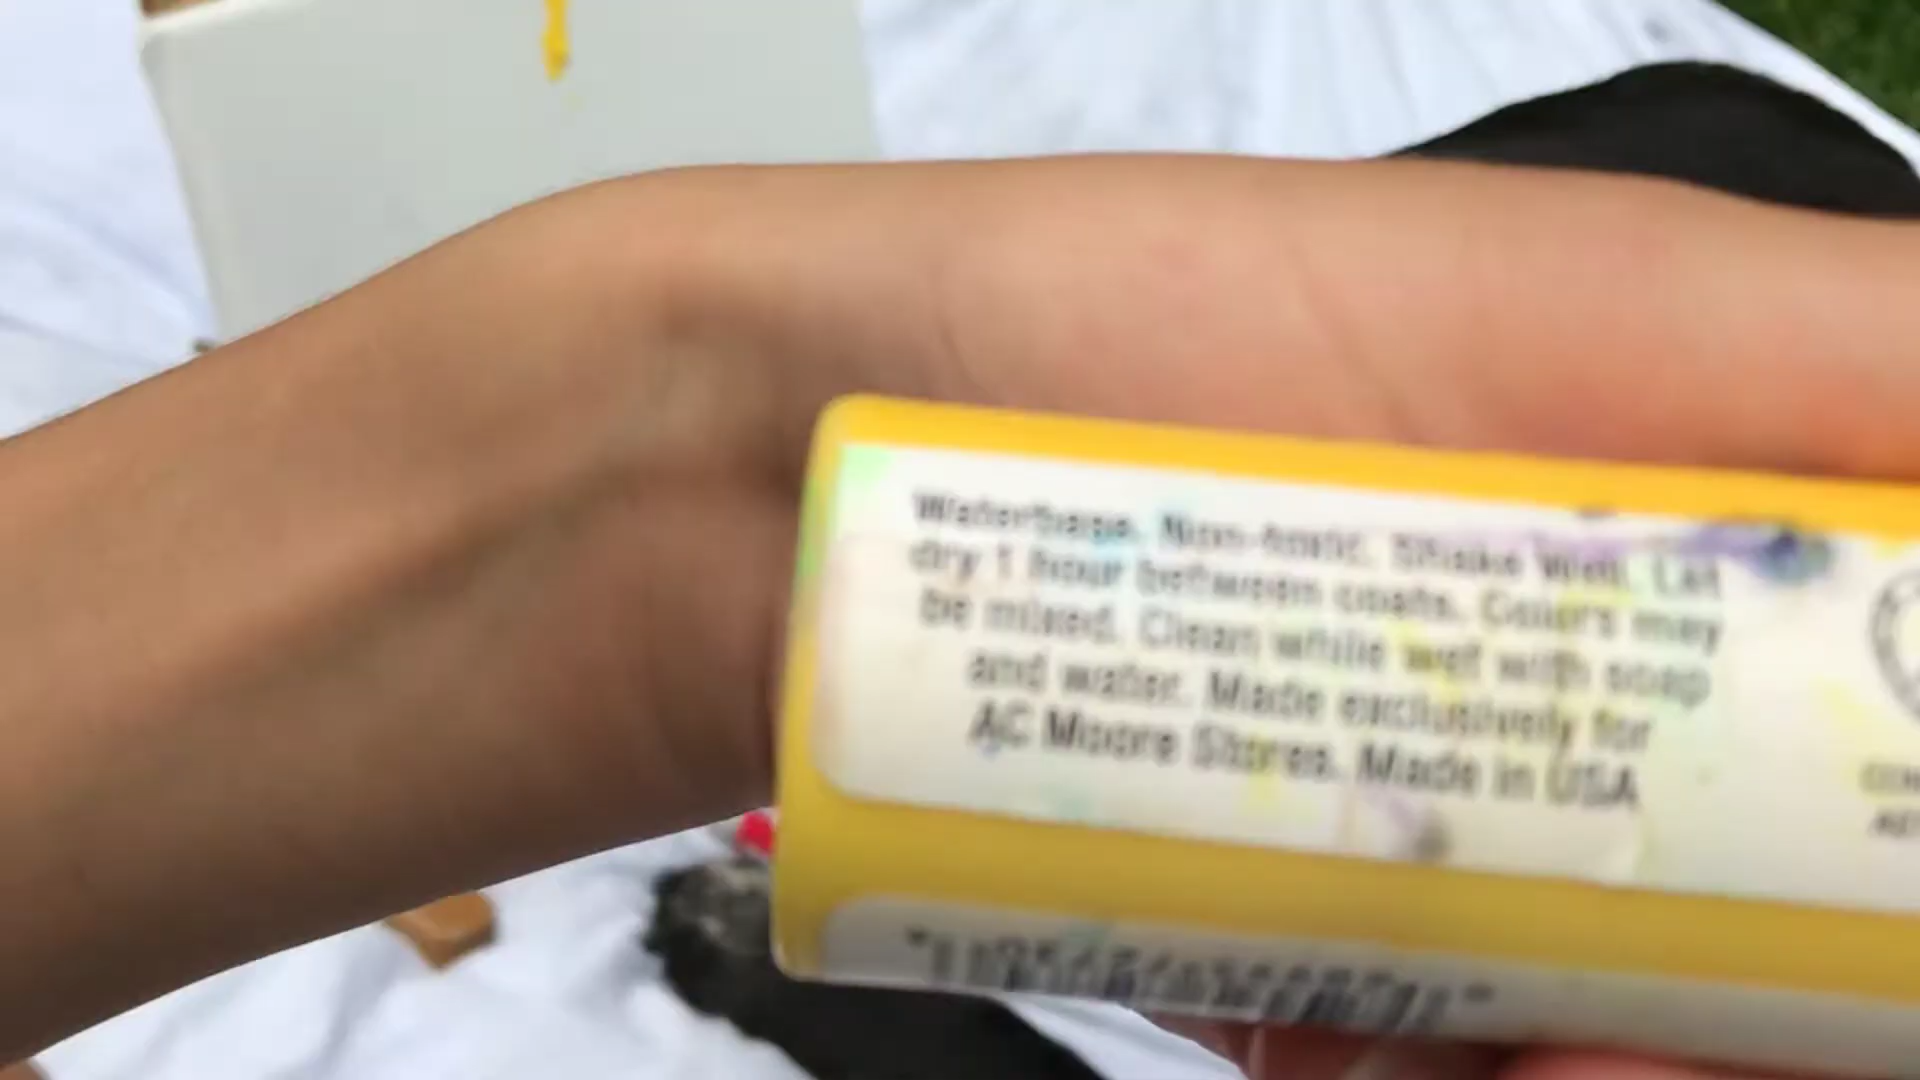 Waterbase. Non-toxic. Shake Well. Let
dry 1 hour between coats. Colors may
be mixed. Clean while wet with soap
and water. Made exclusively for
AC Moore Stores. Made in USA